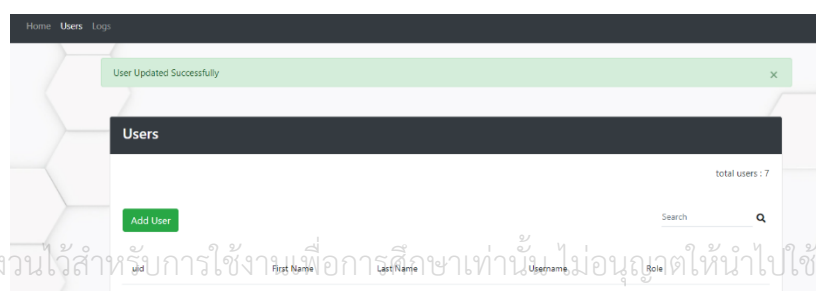 Home Users Logs
User Updated Successfully ×
Users
total users : 7
Add User
Search
งวนไว้สำหรับการใช้งานเพื่อการศึกษาเท่านั้น ไม่อนุญาตให้นำไปใช้
uid First Name Last Name Username Role